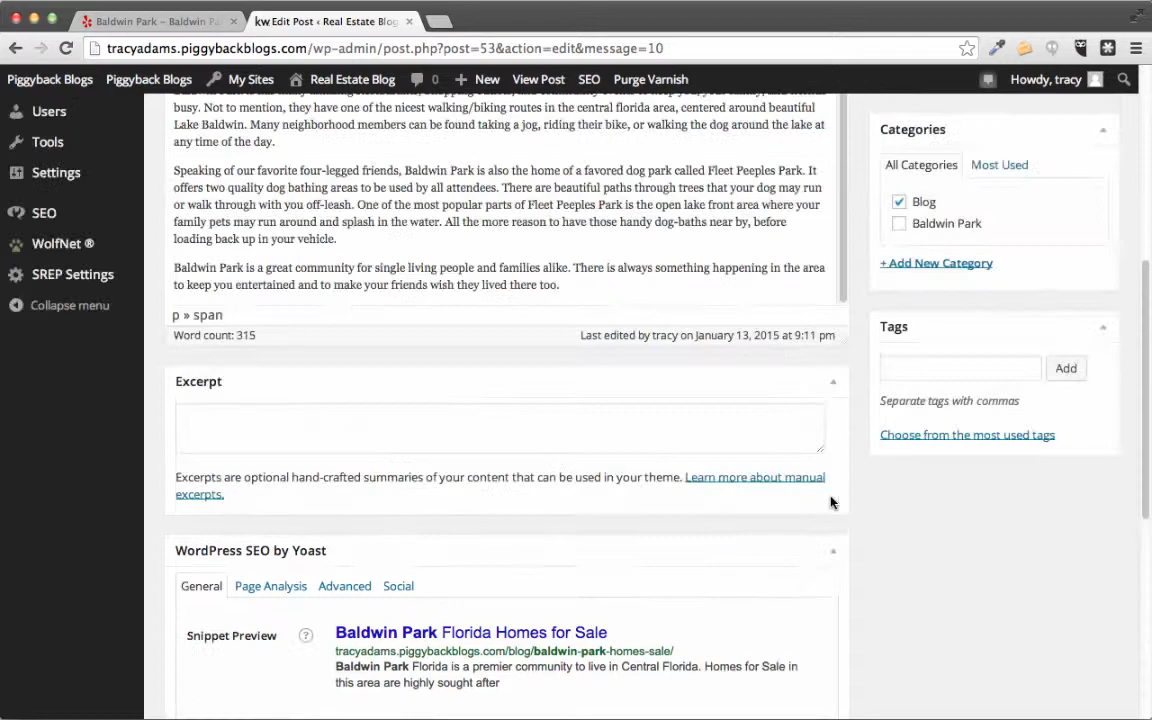 Baldwin Park – Baldwin Pa
kw Edit Post ‹ Real Estate Blog
tracyadams.piggybackblogs.com/wp-admin/post.php?post=53&action=edit&message=10
Piggyback Blogs
Piggyback Blogs
My Sites
Real Estate Blog
0
New
View Post
SEO
Purge Varnish
Howdy, tracy
Users
Tools
Settings
SEO
WolfNet ®
SREP Settings
Collapse menu
busy. Not to mention, they have one of the nicest walking/biking routes in the central florida area, centered around beautiful
Lake Baldwin. Many neighborhood members can be found taking a jog, riding their bike, or walking the dog around the lake at
any time of the day.
Speaking of our favorite four-legged friends, Baldwin Park is also the home of a favored dog park called Fleet Peeples Park. It
offers two quality dog bathing areas to be used by all attendees. There are beautiful paths through trees that your dog may run
or walk through with you off-leash. One of the most popular parts of Fleet Peeples Park is the open lake front area where your
family pets may run around and splash in the water. All the more reason to have those handy dog-baths near by, before
loading back up in your vehicle.
Baldwin Park is a great community for single living people and families alike. There is always something happening in the area
to keep you entertained and to make your friends wish they lived there too.
p » span
Word count: 315
Last edited by tracy on January 13, 2015 at 9:11 pm
Excerpt
Excerpts are optional hand-crafted summaries of your content that can be used in your theme. Learn more about manual
excerpts.
WordPress SEO by Yoast
General
Page Analysis
Advanced
Social
Snippet Preview
?
Baldwin Park Florida Homes for Sale
tracyadams.piggybackblogs.com/blog/baldwin-park-homes-sale/
Baldwin Park Florida is a premier community to live in Central Florida. Homes for Sale in
this area are highly sought after
Categories
All Categories
Most Used
Blog
Baldwin Park
+ Add New Category
Tags
Add
Separate tags with commas
Choose from the most used tags